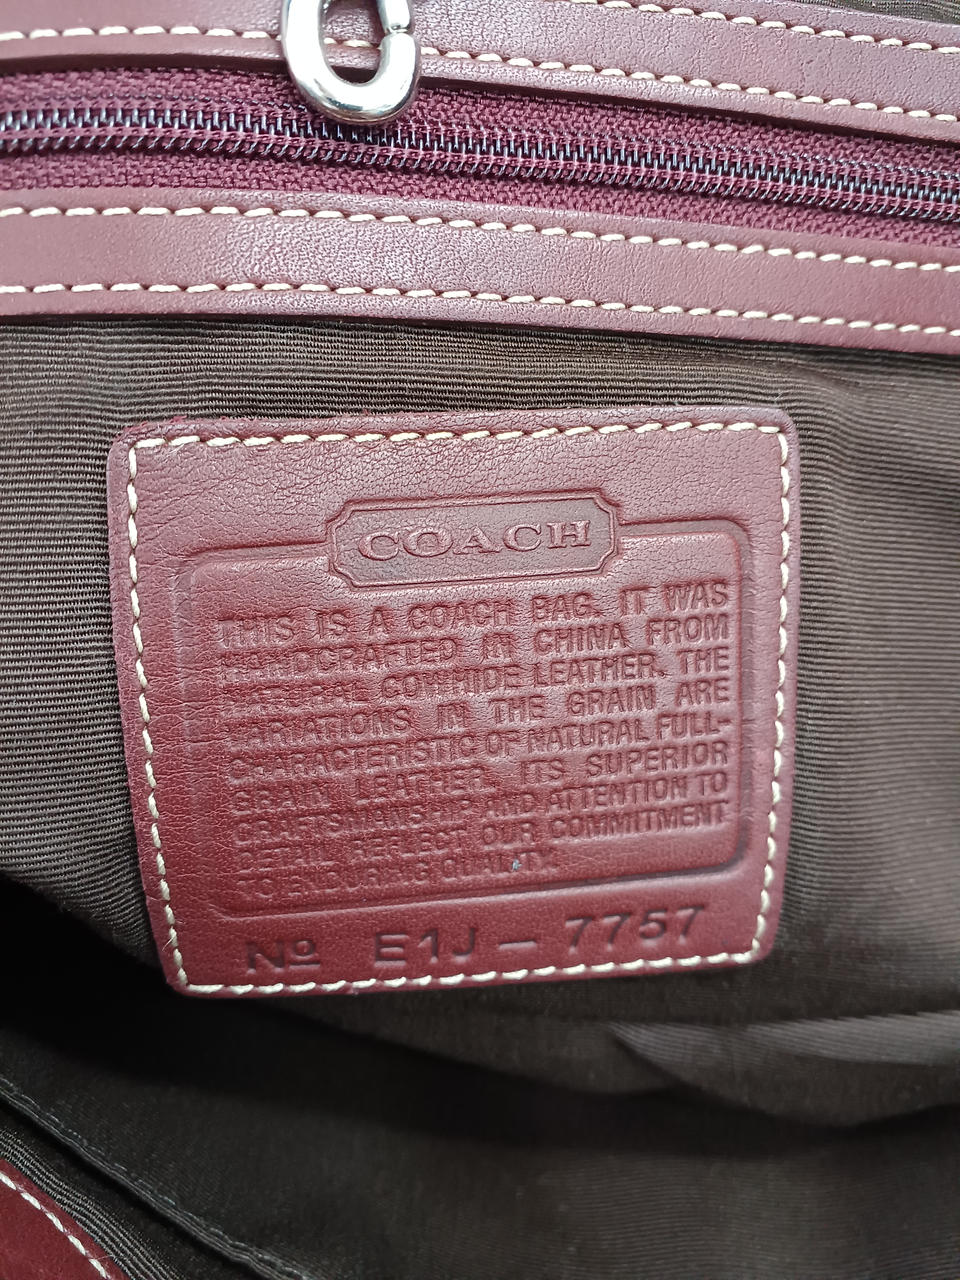 COACH
THIS IS A COACH BAG. IT WAS
HANDCRAFTED IN CHINA FROM
NATURAL COWHIDE LEATHER. THE
VARIATIONS IN THE GRAIN ARE
CHARACTERISTIC OF NATURAL FULL-
GRAIN LEATHER. ITS SUPERIOR
CRAFTSMANSHIP AND ATTENTION TO
DETAIL REFLECT OUR COMMITMENT
TO ENDURING QUALITY.
Nº E1J – 7757